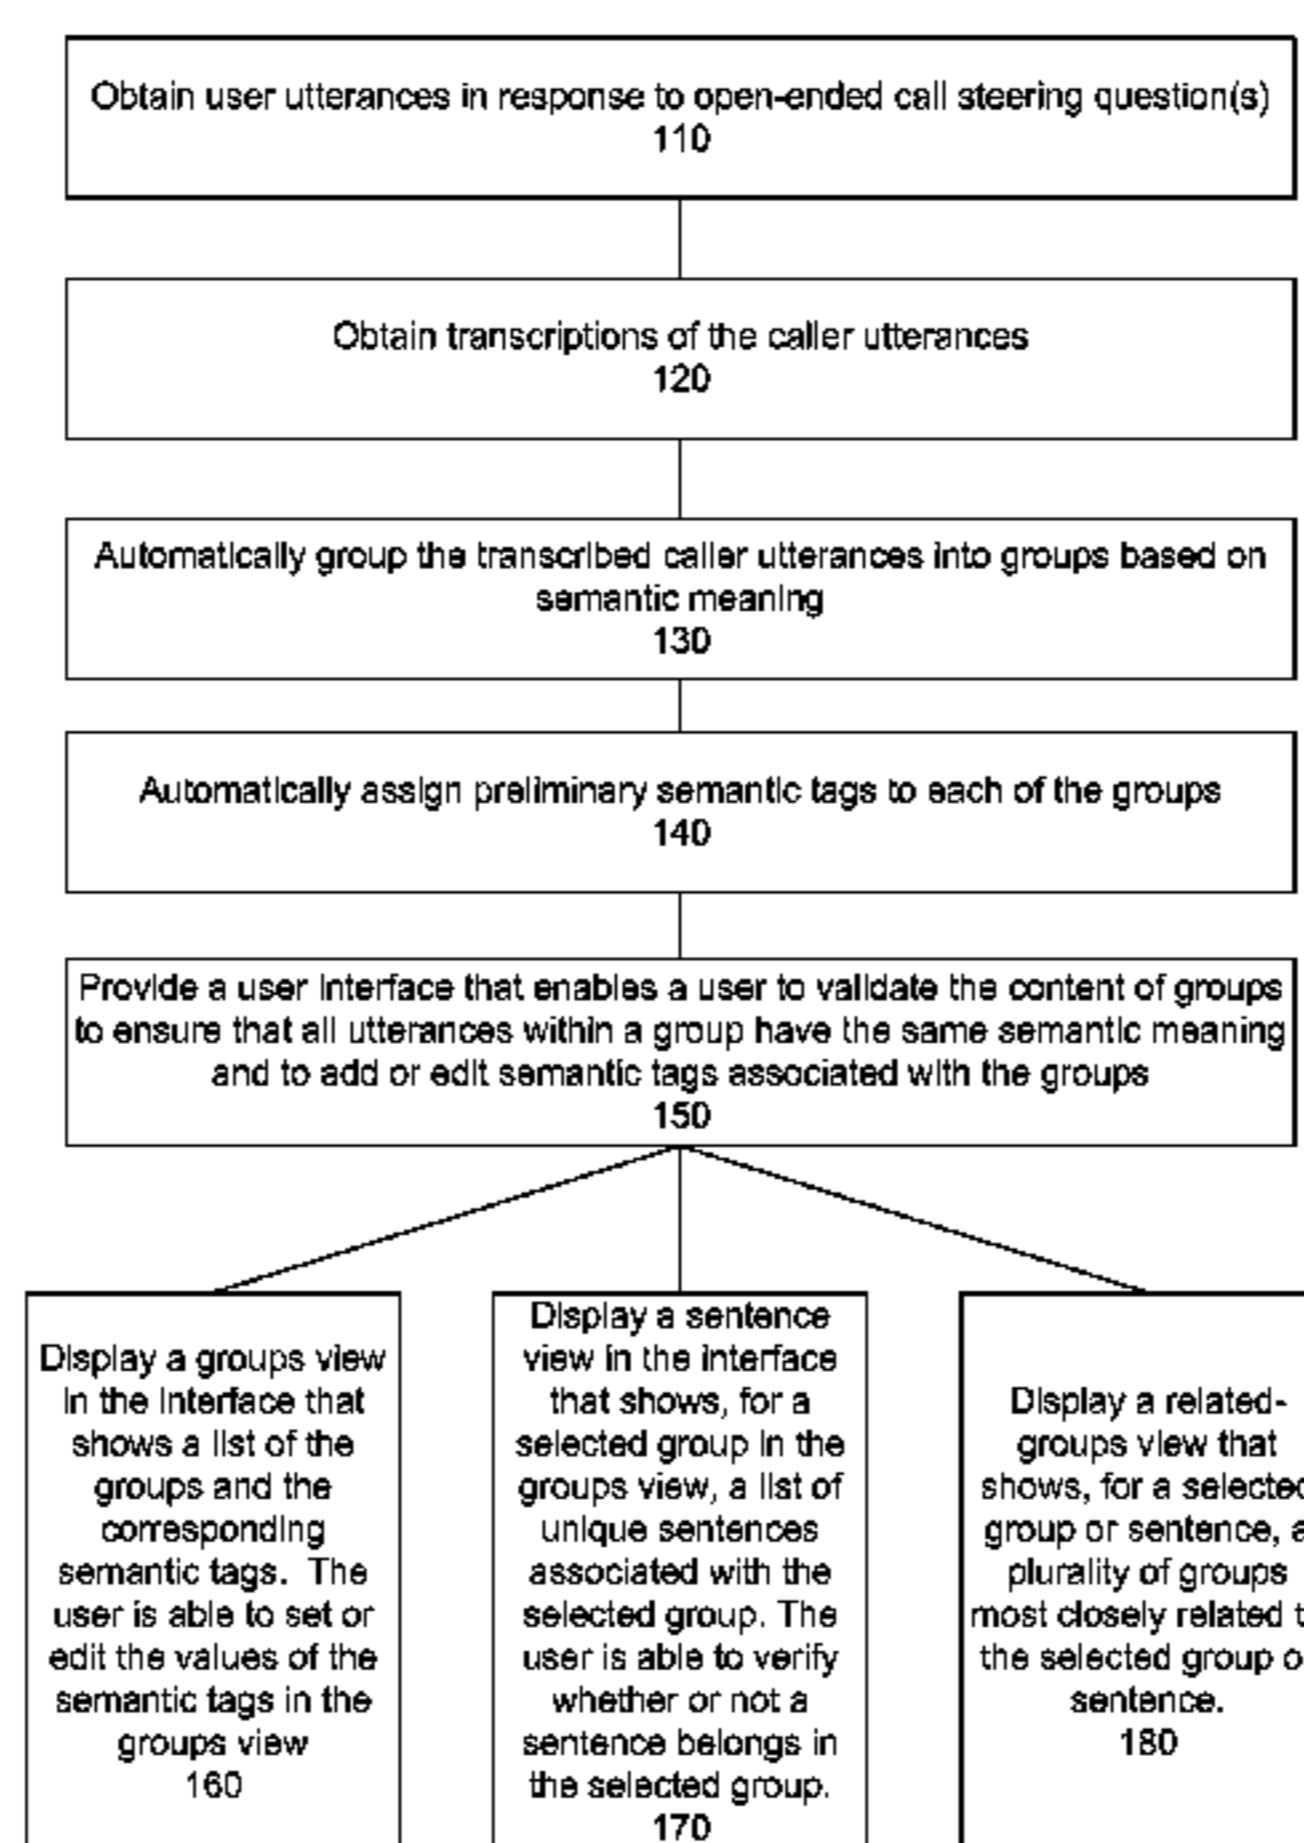 Obtain user utterances in response to open-ended call steering question(s)
110
Obtain transcriptions of the caller utterances
120
Automatically group the transcribed caller utterances into groups based on
semantic meaning
130
Automatically assign preliminary semantic tags to each of the groups
140
Provide a user interface that enables a user to validate the content of groups
to ensure that all utterances within a group have the same semantic meaning
and to add or edit semantic tags associated with the groups
150
Display a groups view
in the interface that
shows a list of the
groups and the
corresponding
semantic tags. The
user is able to set or
edit the values of the
semantic tags in the
groups view
160
Display a sentence
view in the interface
that shows, for a
selected group in the
groups view, a list of
unique sentences
associated with the
selected group. The
user is able to verify
whether or not a
sentence belongs in
the selected group.
170
Display a related-
groups view that
shows, for a selected
group or sentence, a
plurality of groups
most closely related t
the selected group o
sentence.
180